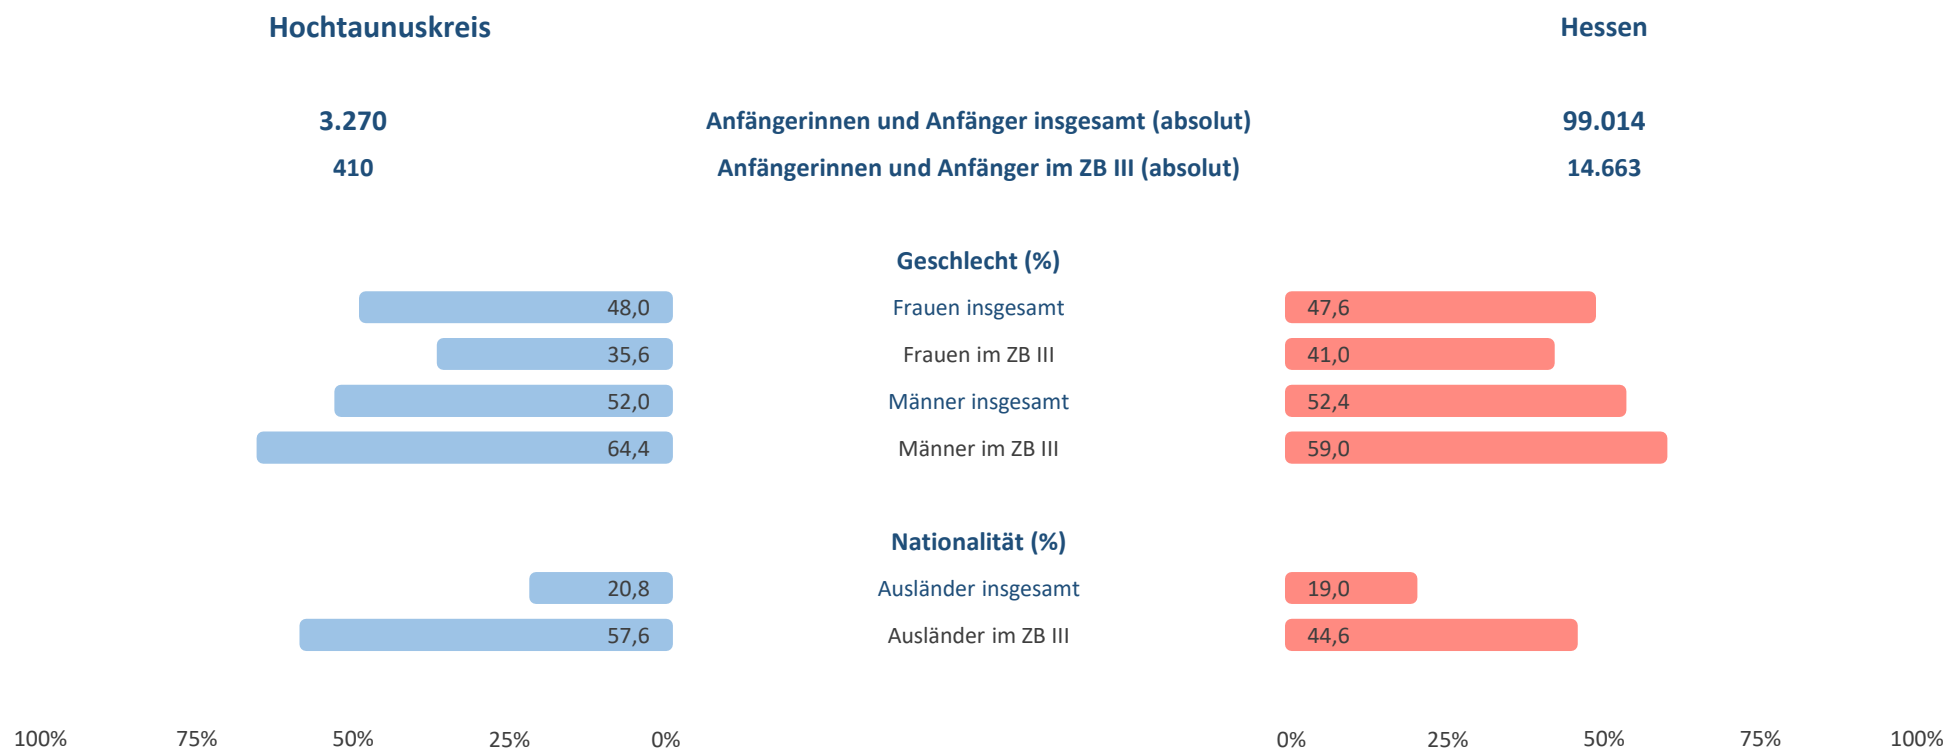 Hochtaunuskreis Hessen
3.270 Anfängerinnen und Anfänger insgesamt (absolut) 99.014
410 Anfängerinnen und Anfänger im ZB III (absolut) 14.663
Geschlecht (%)
48,0 Frauen insgesamt 47,6
35,6 Frauen im ZB III 41,0
52,0 Männer insgesamt 52,4
64,4 Männer im ZB III 59,0
Nationalität (%)
20,8 Ausländer insgesamt 19,0
57,6 Ausländer im ZB III 44,6
100% 75% 50% 25% 0% 0% 25% 50% 75% 100%